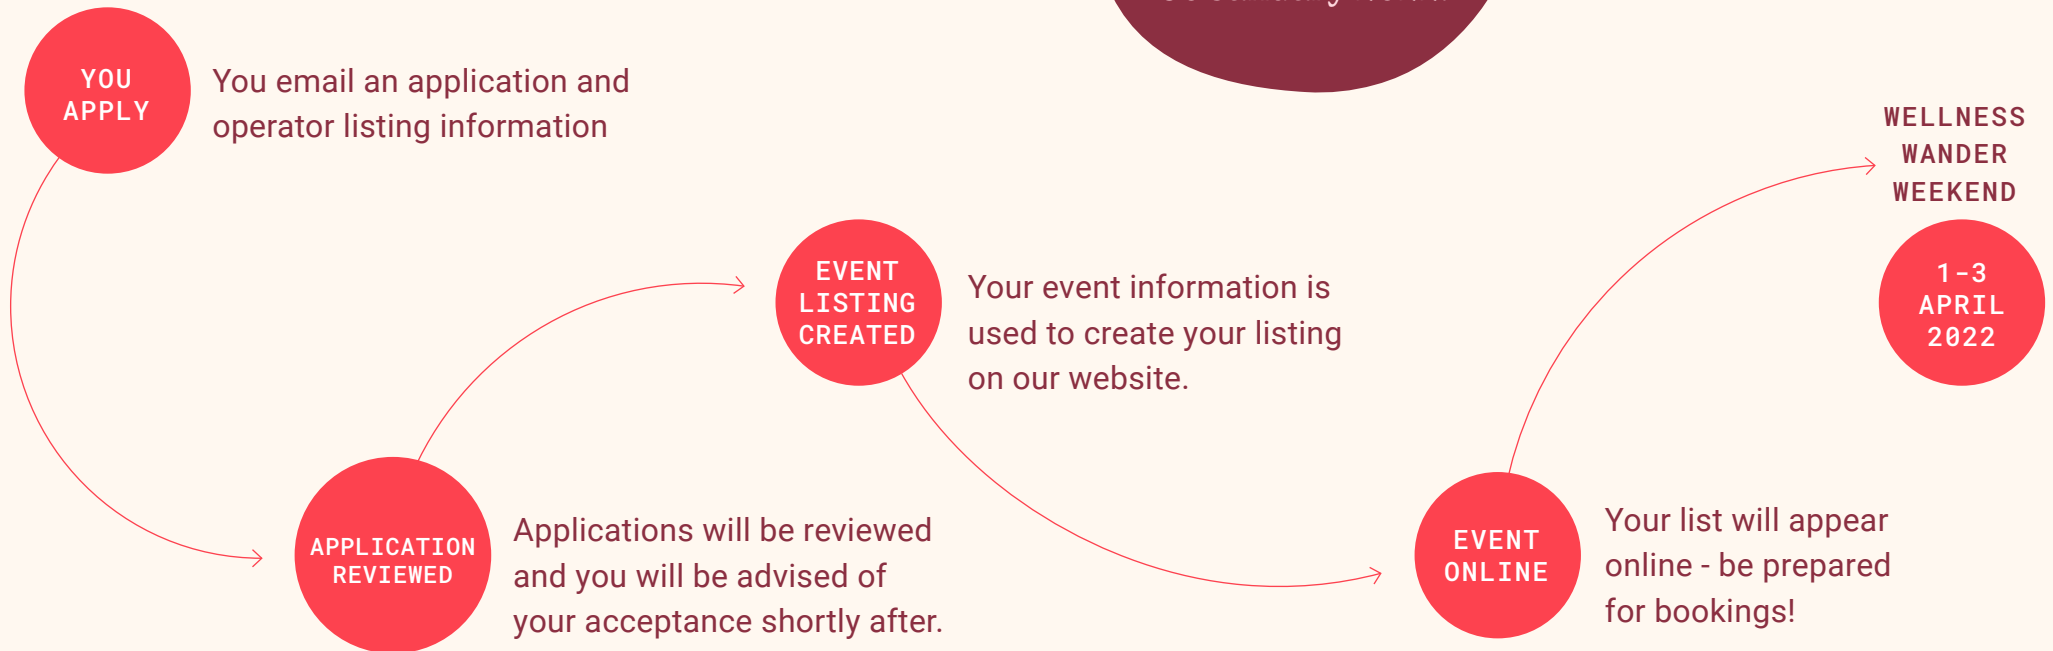 YOU
APPLY
You email an application and
operator listing information
APPLICATION
REVIEWED
Applications will be reviewed
and you will be advised of
your acceptance shortly after.
EVENT
LISTING
CREATED
Your event information is
used to create your listing
on our website.
EVENT
ONLINE
Your list will appear
online - be prepared
for bookings!
WELLNESS
WANDER
WEEKEND
1-3
APRIL
2022